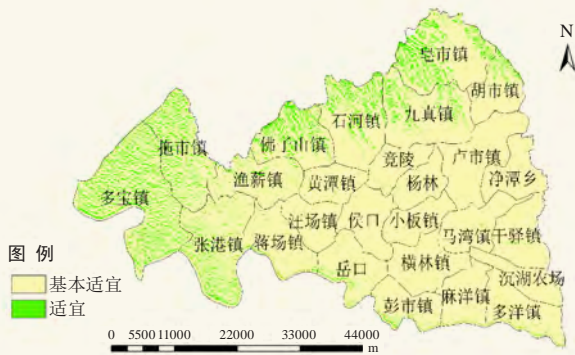 N
皂市镇
胡市镇
石河镇
九真镇
佛子山镇
拖市镇
竟陵
卢市镇
渔薪镇
黄潭镇
杨林
净潭乡
多宝镇
汪场镇
侯口
小板镇
张港镇
蒋场镇
马湾镇
干驿镇
岳口
横林镇
沉湖农场
彭市镇
麻洋镇
多洋镇
图 例
基本适宜
适宜
0 5500 11000 22000 33000 44000
m